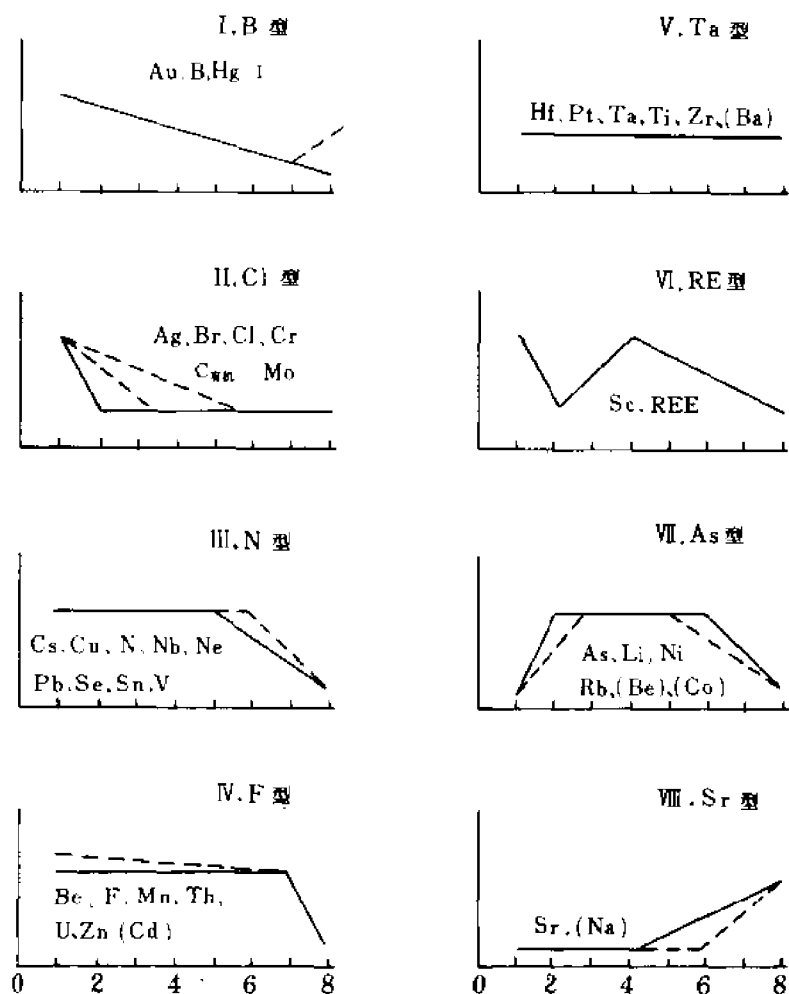 I.B 型
Au.B,Hg I
II.Cl 型
Ag,Br,Cl,Cr
C有机 Mo
III.N 型
Cs.Cu,N,Nb,Ne
Pb.Se,Sn,V
IV.F 型
Be,F,Mn,Th,
U、Zn (Cd)
0 2 4 6 8
V.Ta 型
Hf,Pt,Ta,Ti,Zr、(Ba)
VI.RE 型
Sc.REE
VII.As 型
As,Li,Ni
Rb,(Be),(Co)
VIII.Sr 型
Sr.(Na)
0 2 4 6 8